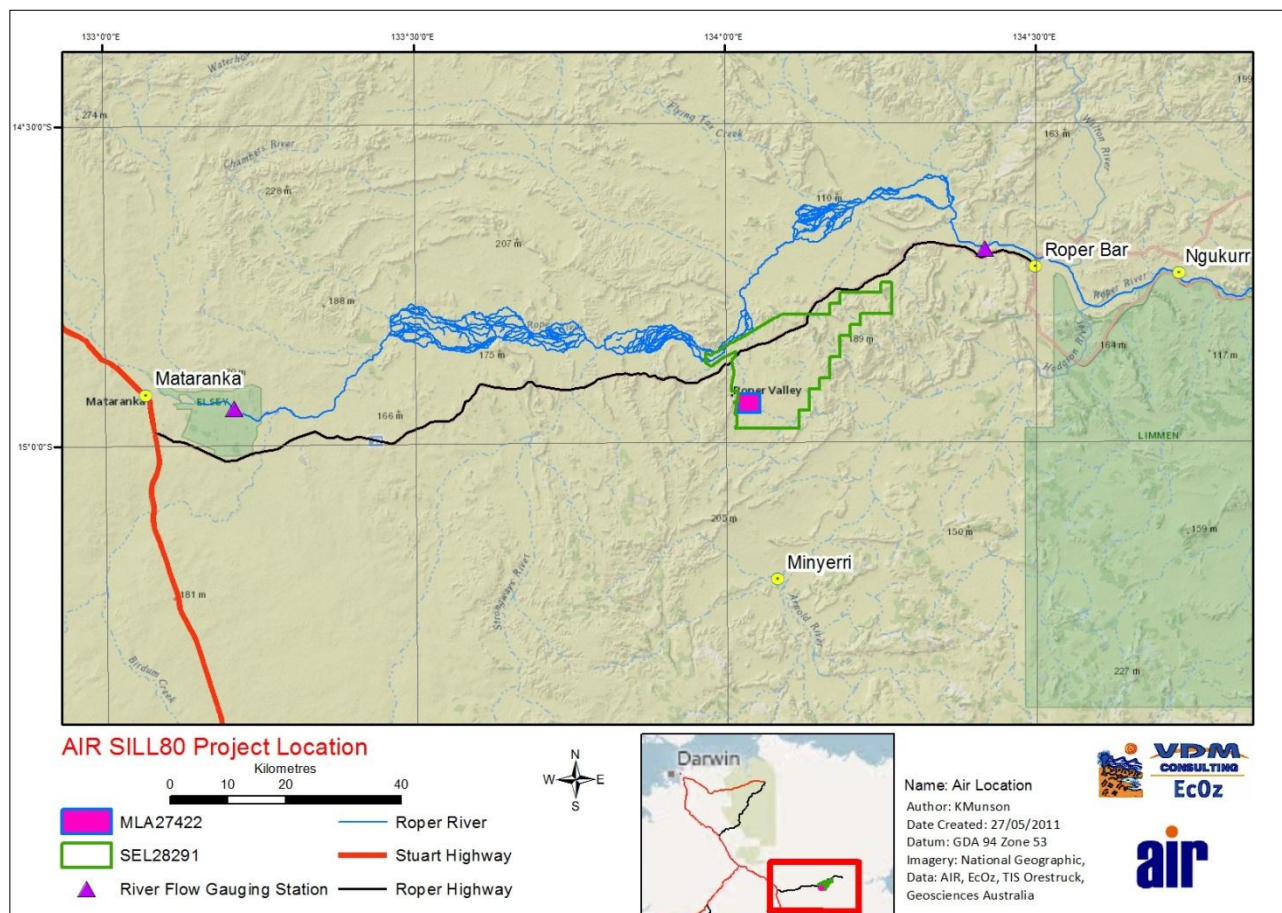 133°0'0"E 133°30'0"E 134°0'0"E 134°30'0"E
274 m
Flying Fox Creek
Wilton River
163 m
14°30'0"S
Chambers River
228 m
110 m
207 m
Roper Bar
Ngukurr
188 m
Roper River
175 m
189 m
Hodgson River
164 m
117 m
Mataranka
Mataranka
ELSEY
Roper Valley
166 m
15°0'0"S
LIMMEN
205 m
150 m
159 m
Strangways River
Minyerri
Arnold River
181 m
Birdum Creek
227 m
AIR SILL80 Project Location
Kilometres
0 10 20 40
MLA27422
SEL28291
River Flow Gauging Station
Roper River
Stuart Highway
Roper Highway
N
W E
S
Darwin
Name: Air Location
Author: KMunson
Date Created: 27/05/2011
Datum: GDA 94 Zone 53
Imagery: National Geographic,
Data: AIR, EcOz, TIS Orestruck,
Geosciences Australia
VDM
CONSULTING
EcOz
air